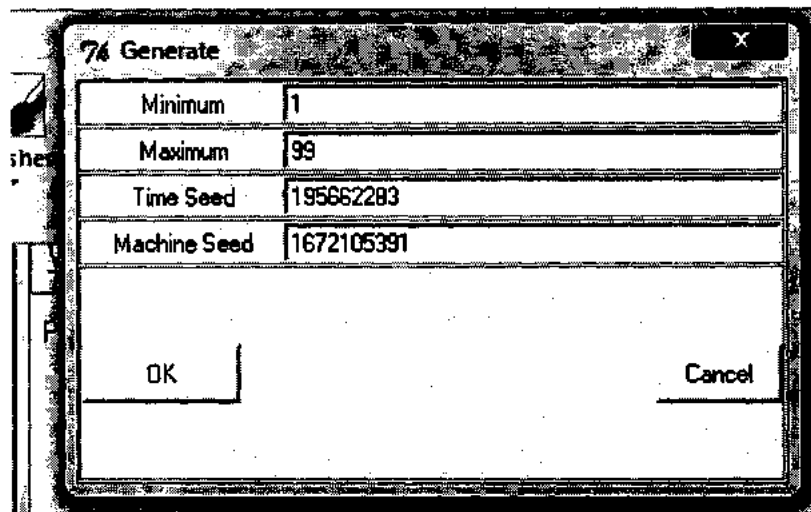 Generate
X
Minimum 1
Maximum 99
Time Seed 195662283
Machine Seed 1672105391
OK Cancel